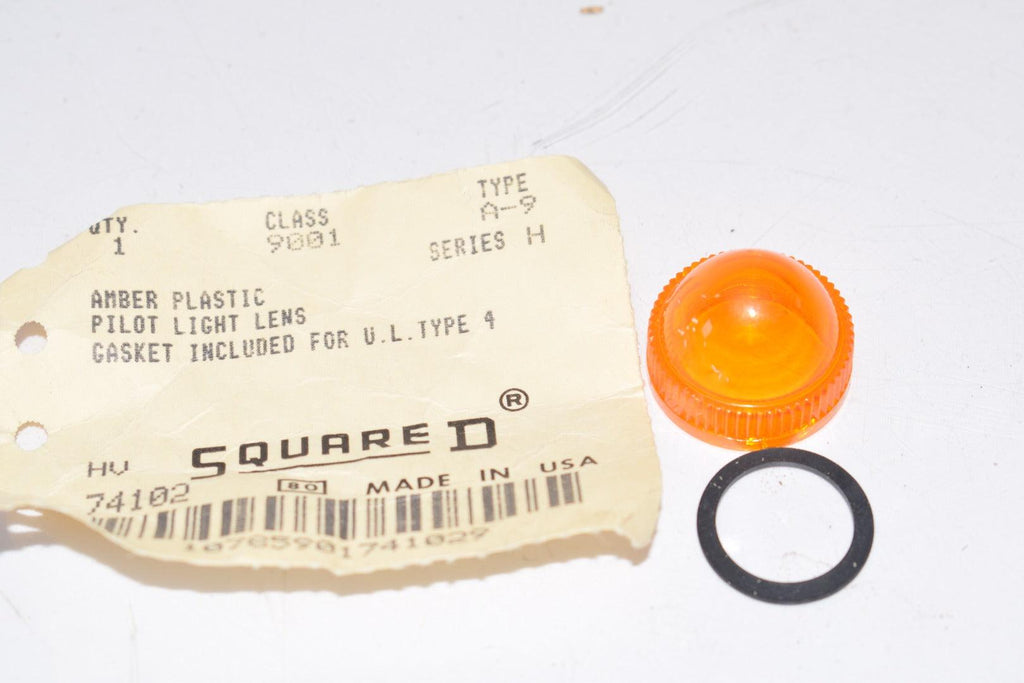 QTY. CLASS TYPE
1 9001 A-9
SERIES H
AMBER PLASTIC
PILOT LIGHT LENS
GASKET INCLUDED FOR U.L.TYPE 4
SQUARE D ®
HV
80 MADE IN USA
74102